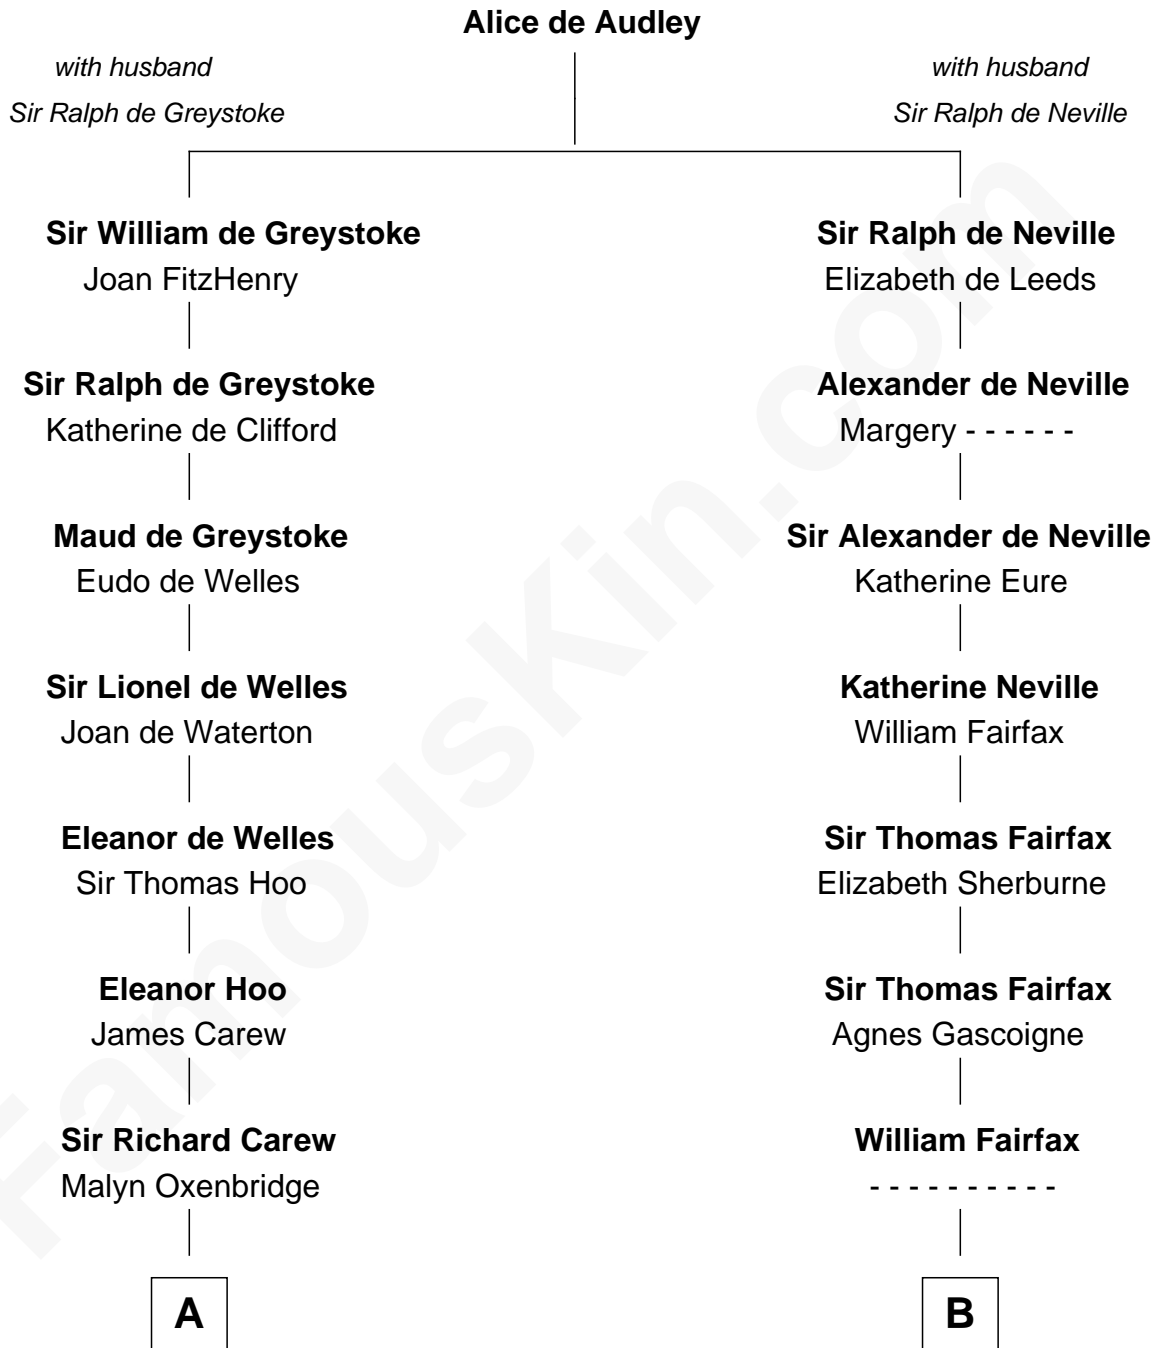 Alice de Audley
with husband
Sir Ralph de Greystoke
with husband
Sir Ralph de Neville
Sir William de Greystoke
Joan FitzHenry
Sir Ralph de Neville
Elizabeth de Leeds
Sir Ralph de Greystoke
Katherine de Clifford
Alexander de Neville
Margery - - - - - -
Maud de Greystoke
Eudo de Welles
Sir Alexander de Neville
Katherine Eure
Sir Lionel de Welles
Joan de Waterton
Katherine Neville
William Fairfax
Eleanor de Welles
Sir Thomas Hoo
Sir Thomas Fairfax
Elizabeth Sherburne
Eleanor Hoo
James Carew
Sir Thomas Fairfax
Agnes Gascoigne
Sir Richard Carew
Malyn Oxenbridge
William Fairfax
- - - - - - - - - -
A
B
FamousKin.com